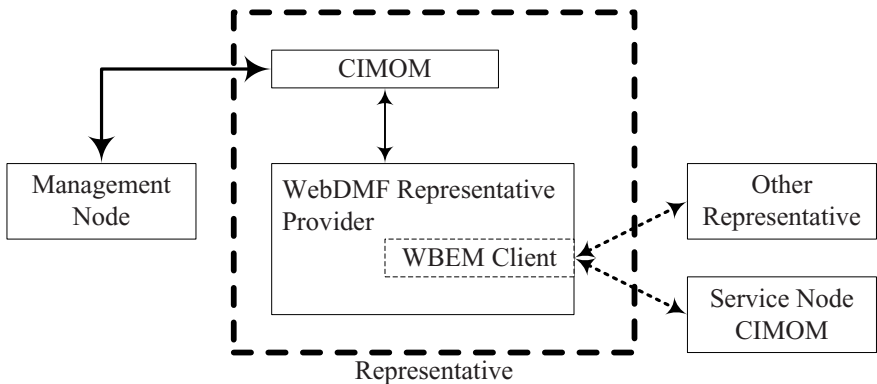 CIMOM
Management
Node
WebDMF Representative
Provider
WBEM Client
Other
Representative
Service Node
CIMOM
Representative